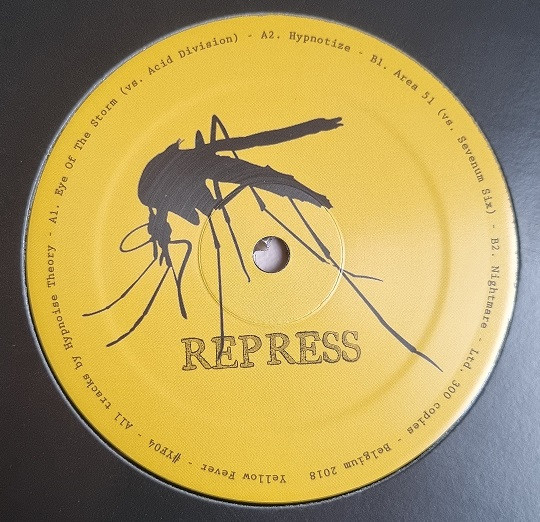 REPRESS
All tracks by Hypnoise Theory - A1. Eye Of The Storm (vs. Acid Division) - A2. Hypnotize - B1. Area 51 (vs. Sevenum Six) - B2. Nightmare - Ltd. 300 copies - Belgium 2018
Yellow Fever - #YF04 -